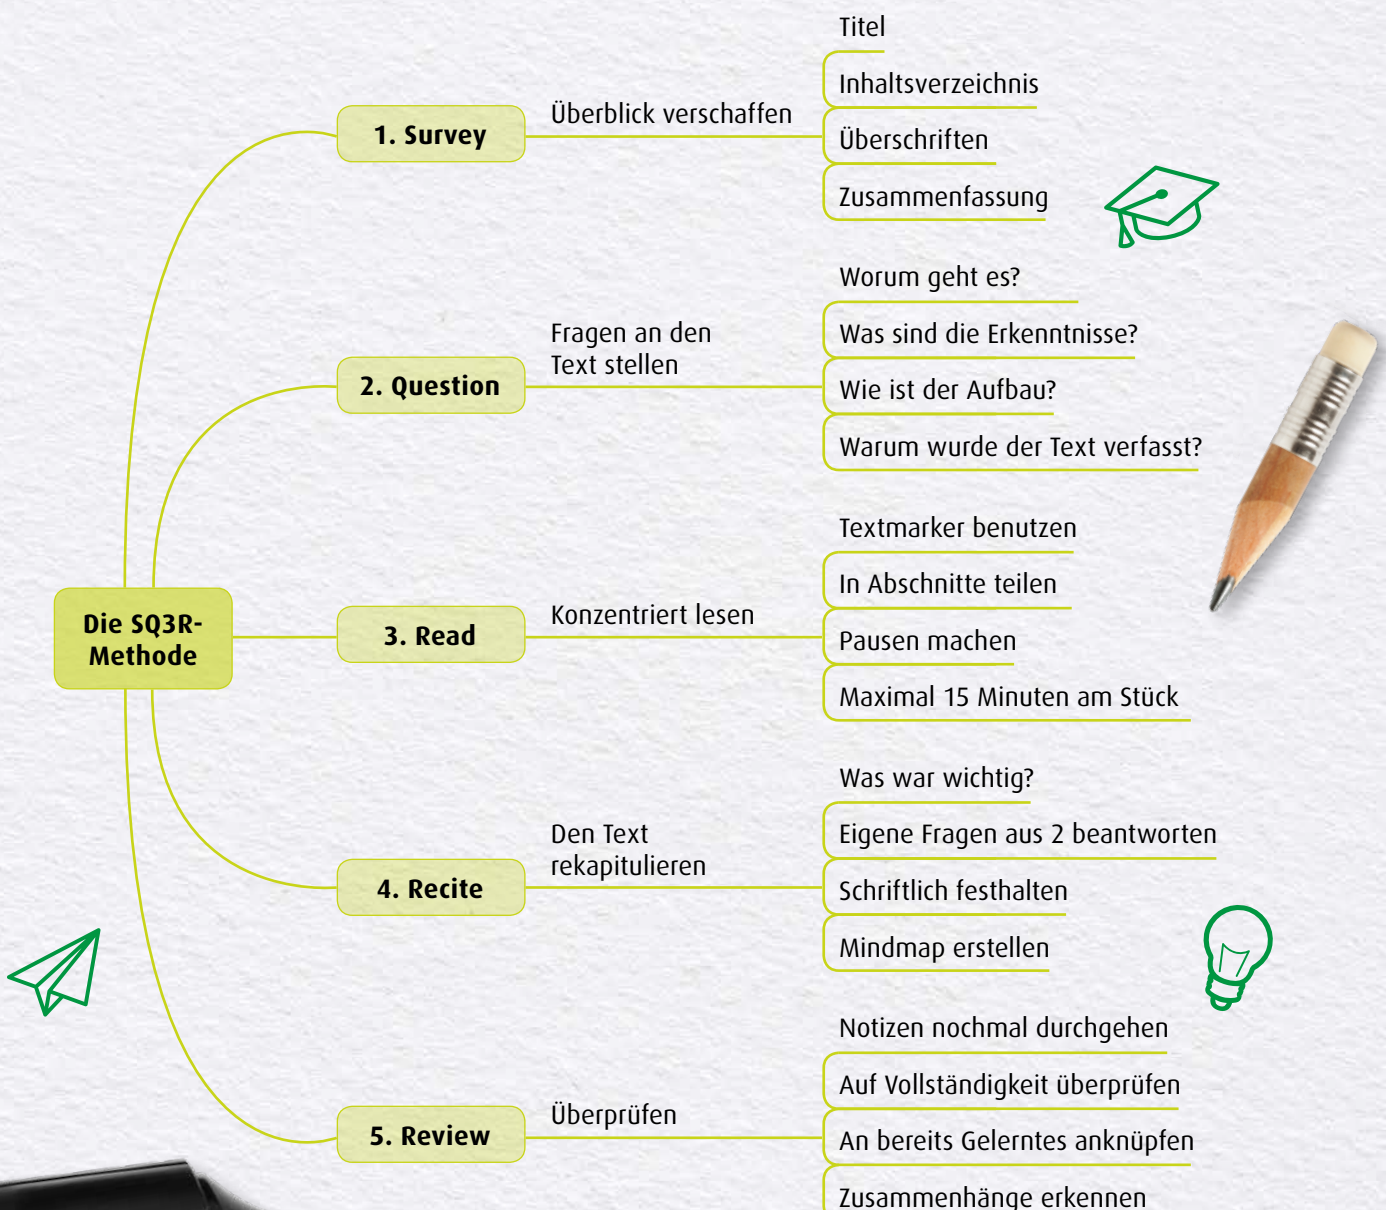 Die SQ3R-
Methode
1. Survey
Überblick verschaffen
Titel
Inhaltsverzeichnis
Überschriften
Zusammenfassung
2. Question
Fragen an den
Text stellen
Worum geht es?
Was sind die Erkenntnisse?
Wie ist der Aufbau?
Warum wurde der Text verfasst?
3. Read
Konzentriert lesen
Textmarker benutzen
In Abschnitte teilen
Pausen machen
Maximal 15 Minuten am Stück
4. Recite
Den Text
rekapitulieren
Was war wichtig?
Eigene Fragen aus 2 beantworten
Schriftlich festhalten
Mindmap erstellen
5. Review
Überprüfen
Notizen nochmal durchgehen
Auf Vollständigkeit überprüfen
An bereits Gelerntes anknüpfen
Zusammenhänge erkennen